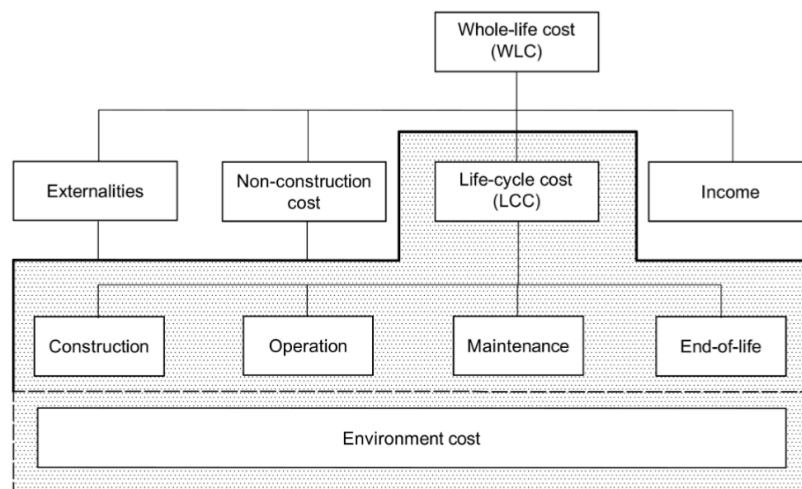 Whole-life cost
(WLC)
Externalities
Non-construction
cost
Life-cycle cost
(LCC)
Income
Construction
Operation
Maintenance
End-of-life
Environment cost